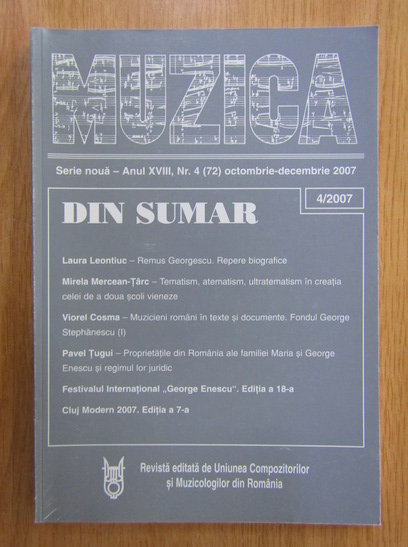 MUZICA
Serie nouă – Anul XVIII, Nr. 4 (72) octombrie-decembrie 2007
4/2007
DIN SUMAR
Laura Leontiuc – Remus Georgescu. Repere biografice
Mirela Mercean-Țârc – Tematism, atematism, ultratematism în creația
celei de a doua școli vieneze
Viorel Cosma – Muzicieni români în texte și documente. Fondul George
Stephănescu (I)
Pavel Țugui – Proprietățile din România ale familiei Maria și George
Enescu și regimul lor juridic
Festivalul Internațional „George Enescu“. Ediția a 18-a
Cluj Modern 2007. Ediția a 7-a
Revistă editată de Uniunea Compozitorilor
și Muzicologilor din România